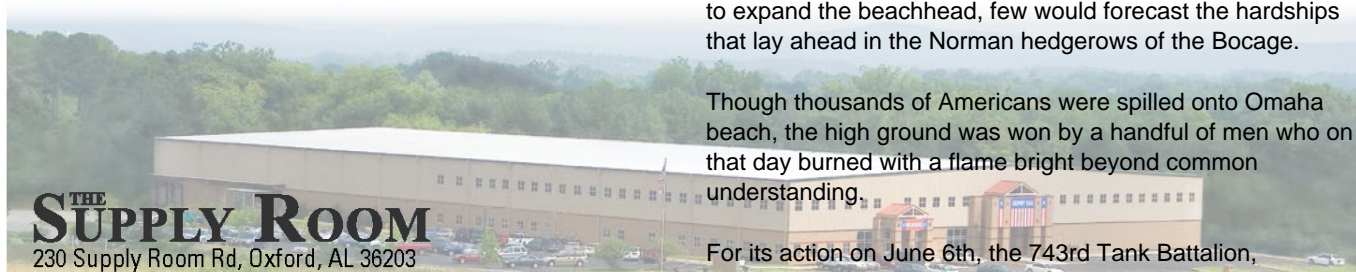 to expand the beachhead, few would forecast the hardships
that lay ahead in the Norman hedgerows of the Bocage.
Though thousands of Americans were spilled onto Omaha
beach, the high ground was won by a handful of men who on
that day burned with a flame bright beyond common
understanding.
For its action on June 6th, the 743rd Tank Battalion,
THE SUPPLY ROOM
230 Supply Room Rd, Oxford, AL 36203